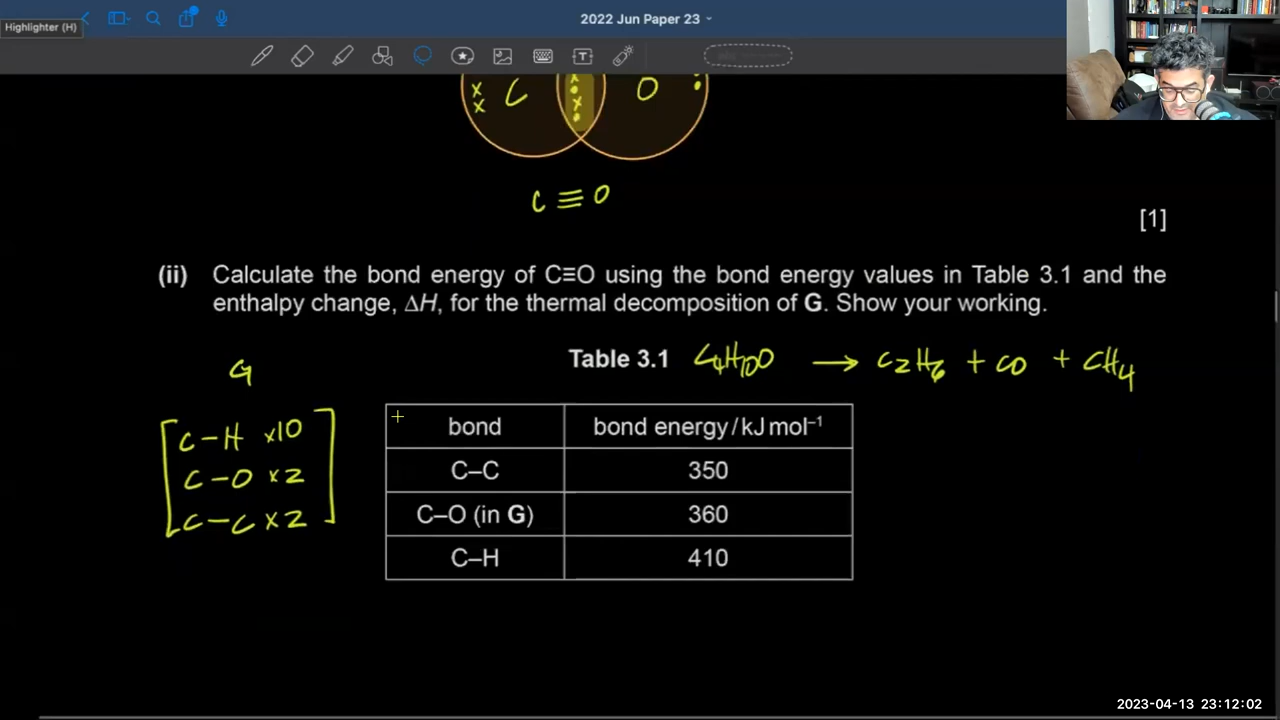 2022 Jun Paper 23
Highlighter (H)
x C x O
x x
C≡O
[1]
(ii) Calculate the bond energy of C≡O using the bond energy values in Table 3.1 and the
enthalpy change, ΔH, for the thermal decomposition of G. Show your working.
Table 3.1 C4H10O → C2H6 + CO + CH4
G
bond bond energy / kJ mol⁻¹
C–C 350
C–O (in G) 360
C–H 410
C-H ×10
C-O ×2
C-C ×2
2023-04-13 23:12:02